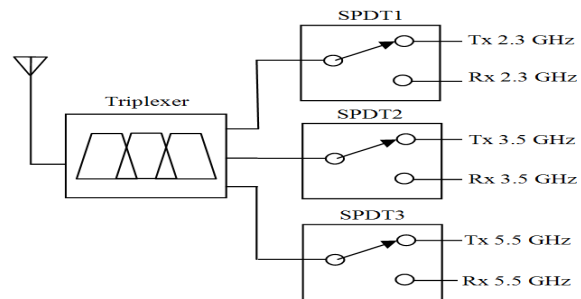 SPDT1
Tx 2.3 GHz
Rx 2.3 GHz
Triplexer
SPDT2
Tx 3.5 GHz
Rx 3.5 GHz
SPDT3
Tx 5.5 GHz
Rx 5.5 GHz